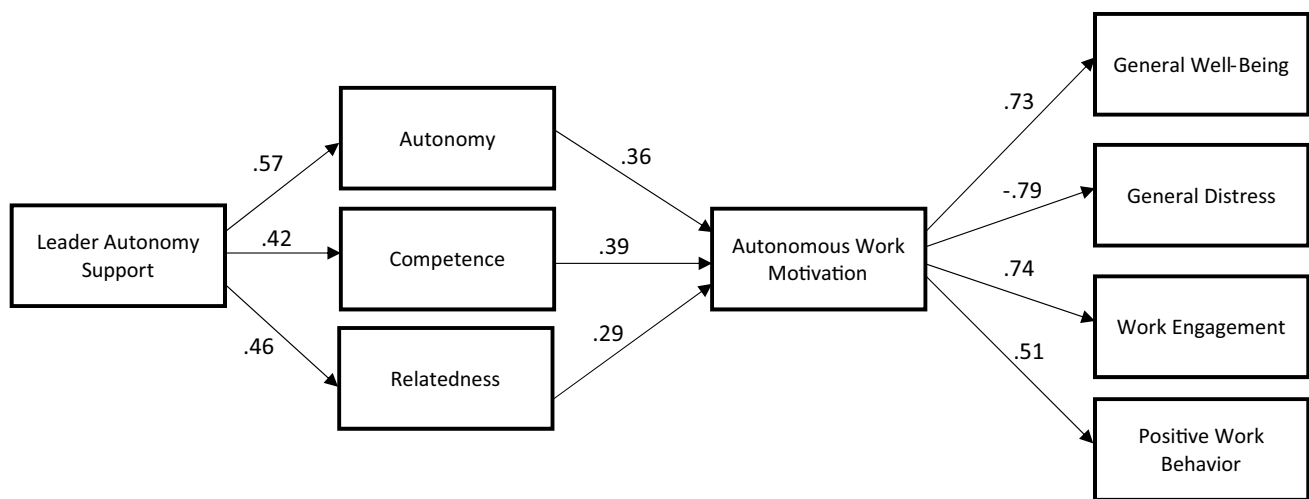 Leader Autonomy
Support
.57
.42
.46
Autonomy
Competence
Relatedness
.36
.39
.29
Autonomous Work
Motivation
.73
-.79
.74
.51
General Well-Being
General Distress
Work Engagement
Positive Work
Behavior